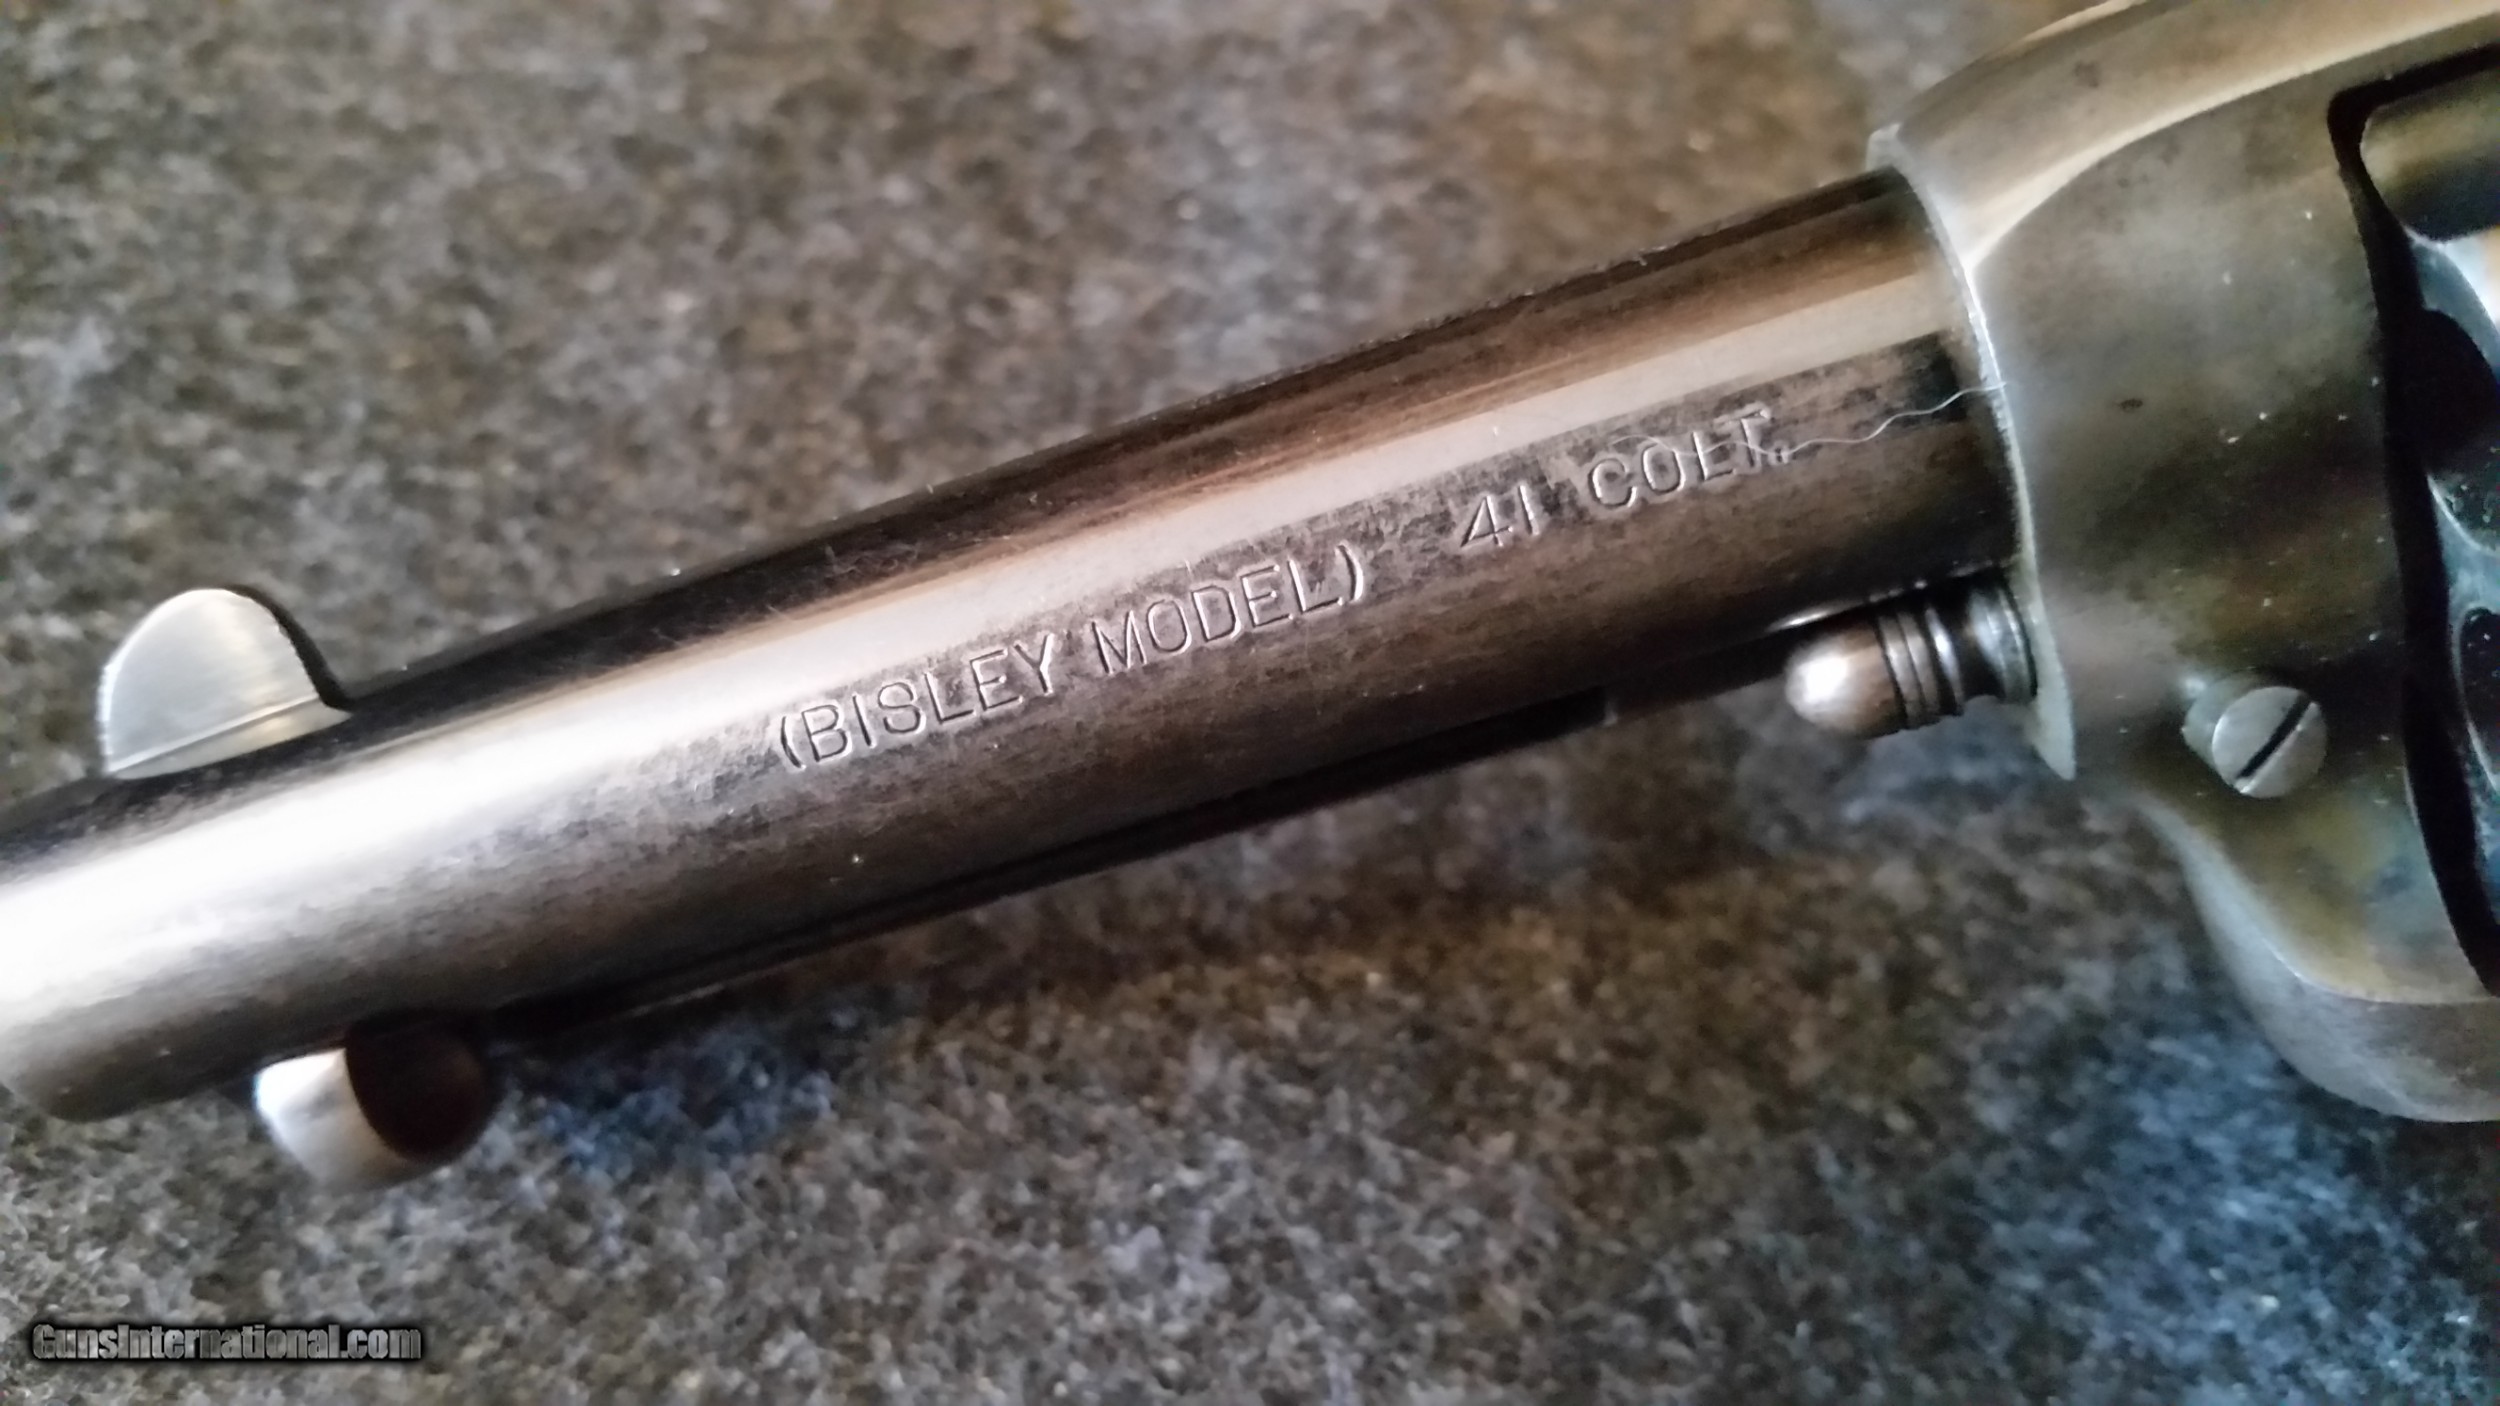 (BISLEY MODEL) 41 COLT.
GunsInternational.com